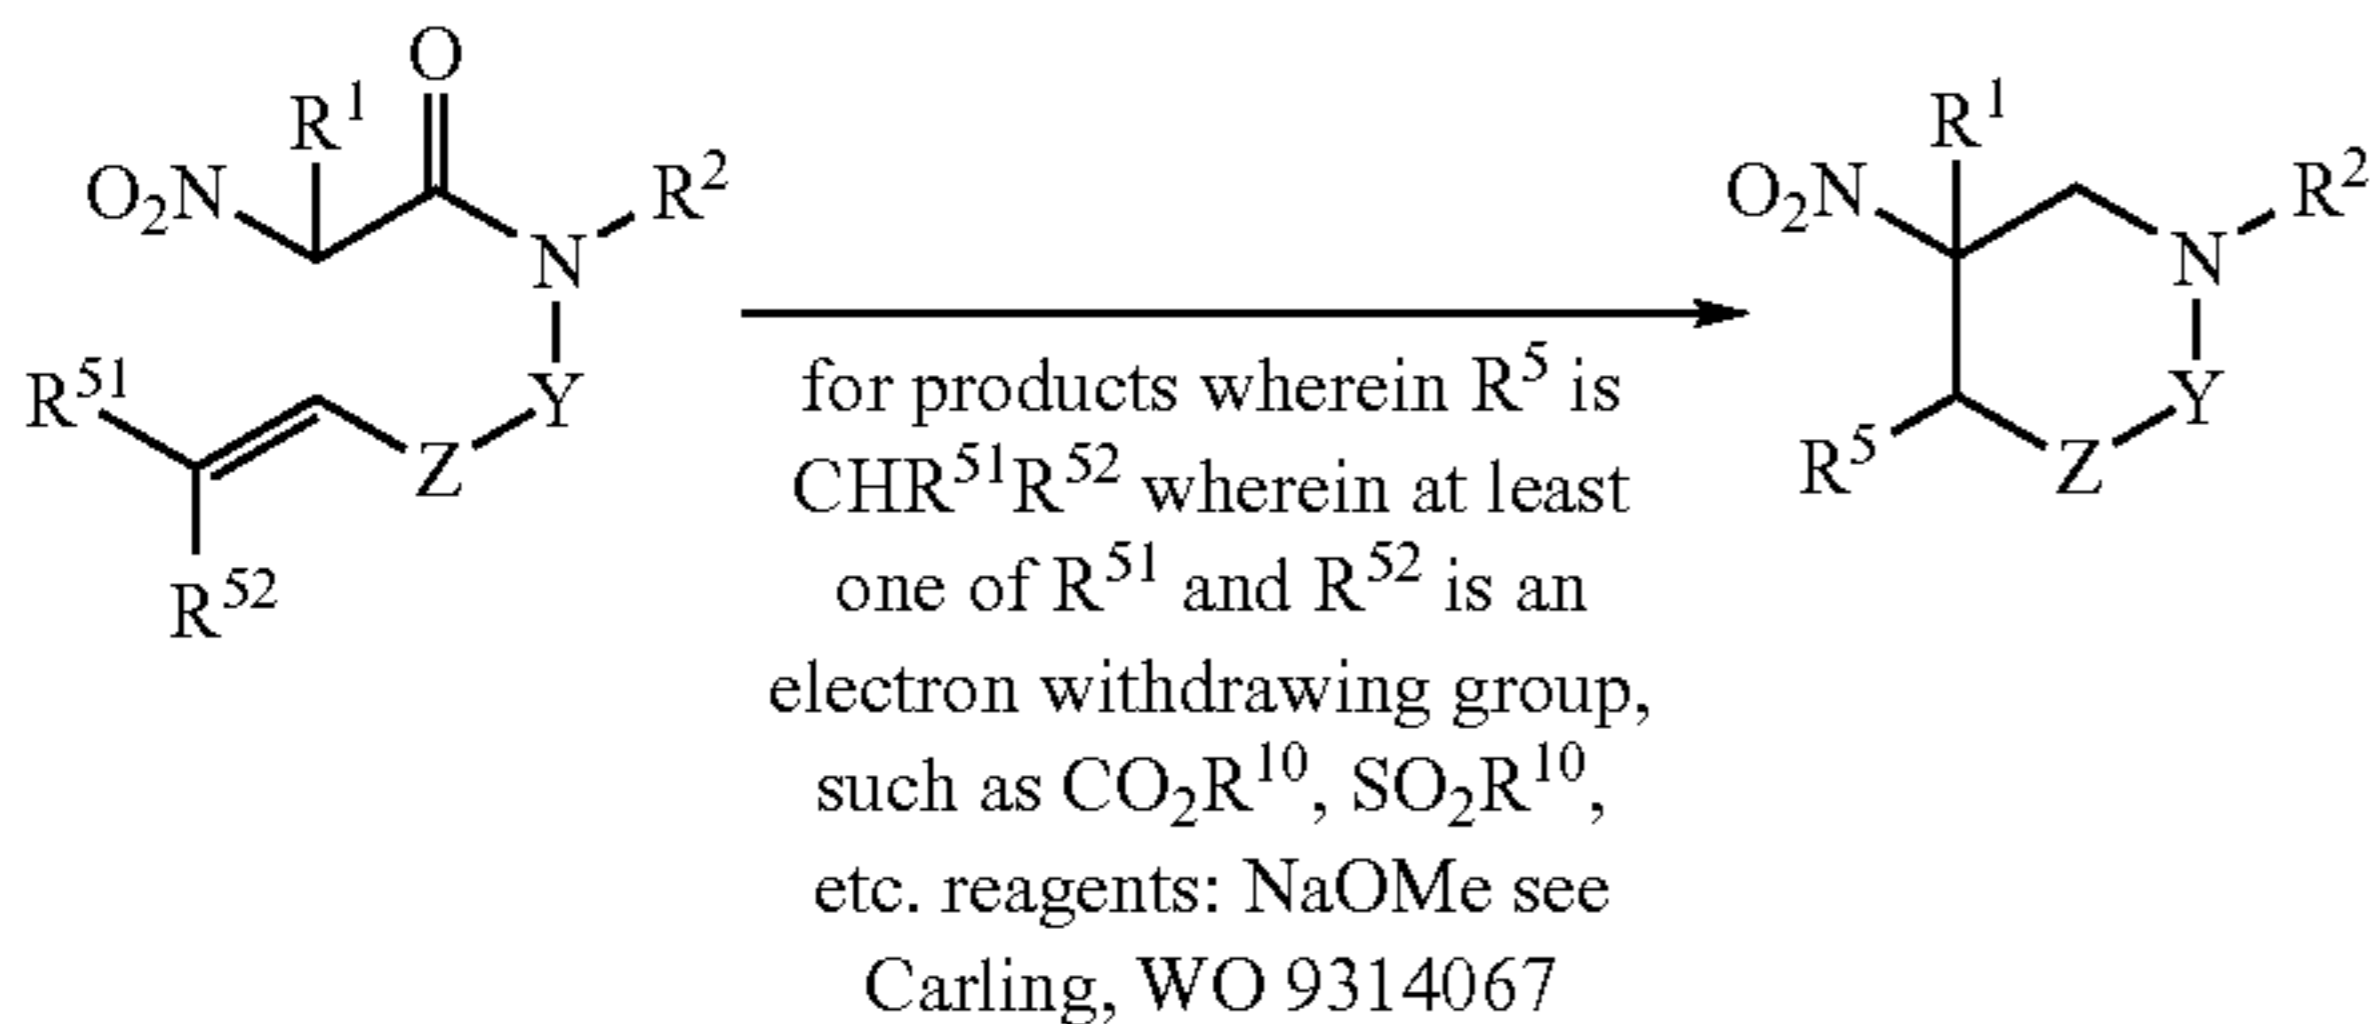 O
R¹
O₂N
R²
N
R⁵¹
Y
Z
R⁵²
for products wherein R⁵ is
CHR⁵¹R⁵² wherein at least
one of R⁵¹ and R⁵² is an
electron withdrawing group,
such as CO₂R¹⁰, SO₂R¹⁰,
etc. reagents: NaOMe see
Carling, WO 9314067
R¹
O₂N
R²
N
Y
R⁵
Z